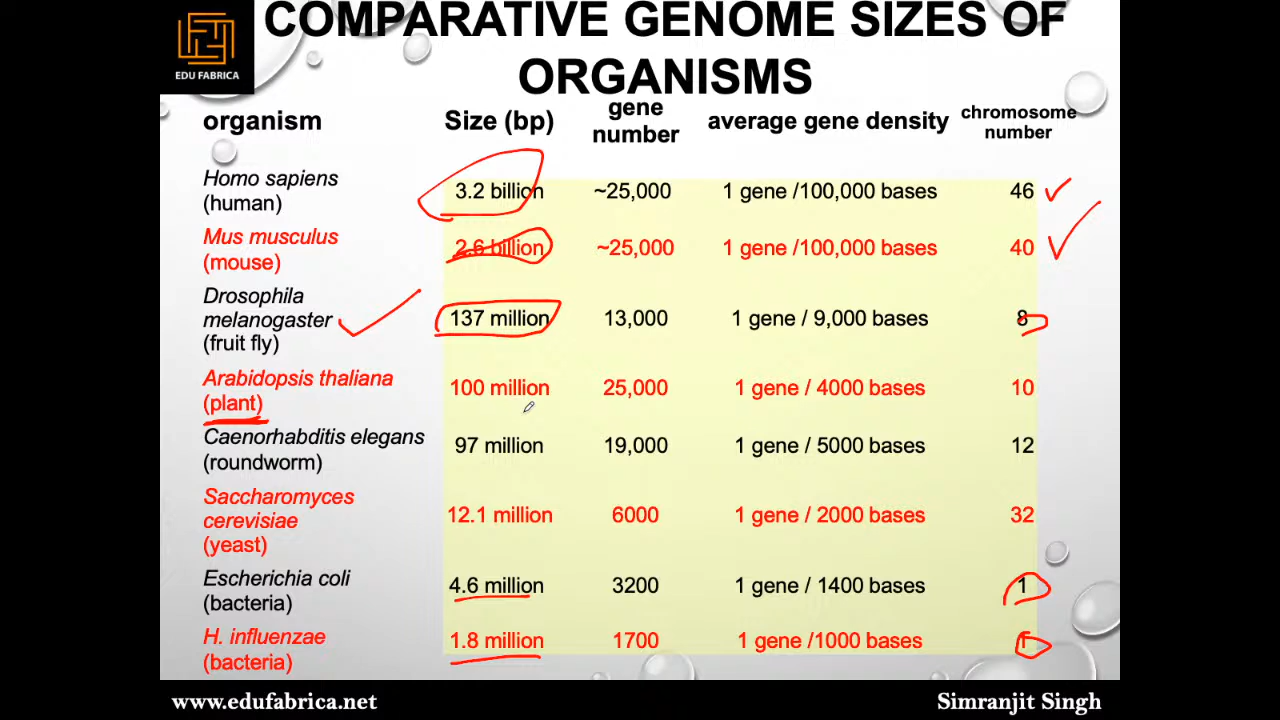 COMPARATIVE GENOME SIZES OF
ORGANISMS
EDU FABRICA
organism Size (bp) gene number average gene density chromosome number
Homo sapiens (human) 3.2 billion ~25,000 1 gene /100,000 bases 46
Mus musculus (mouse) 2.6 billion ~25,000 1 gene /100,000 bases 40
Drosophila melanogaster (fruit fly) 137 million 13,000 1 gene / 9,000 bases 8
Arabidopsis thaliana (plant) 100 million 25,000 1 gene / 4000 bases 10
Caenorhabditis elegans (roundworm) 97 million 19,000 1 gene / 5000 bases 12
Saccharomyces cerevisiae (yeast) 12.1 million 6000 1 gene / 2000 bases 32
Escherichia coli (bacteria) 4.6 million 3200 1 gene / 1400 bases 1
H. influenzae (bacteria) 1.8 million 1700 1 gene /1000 bases 1
www.edufabrica.net Simranjit Singh